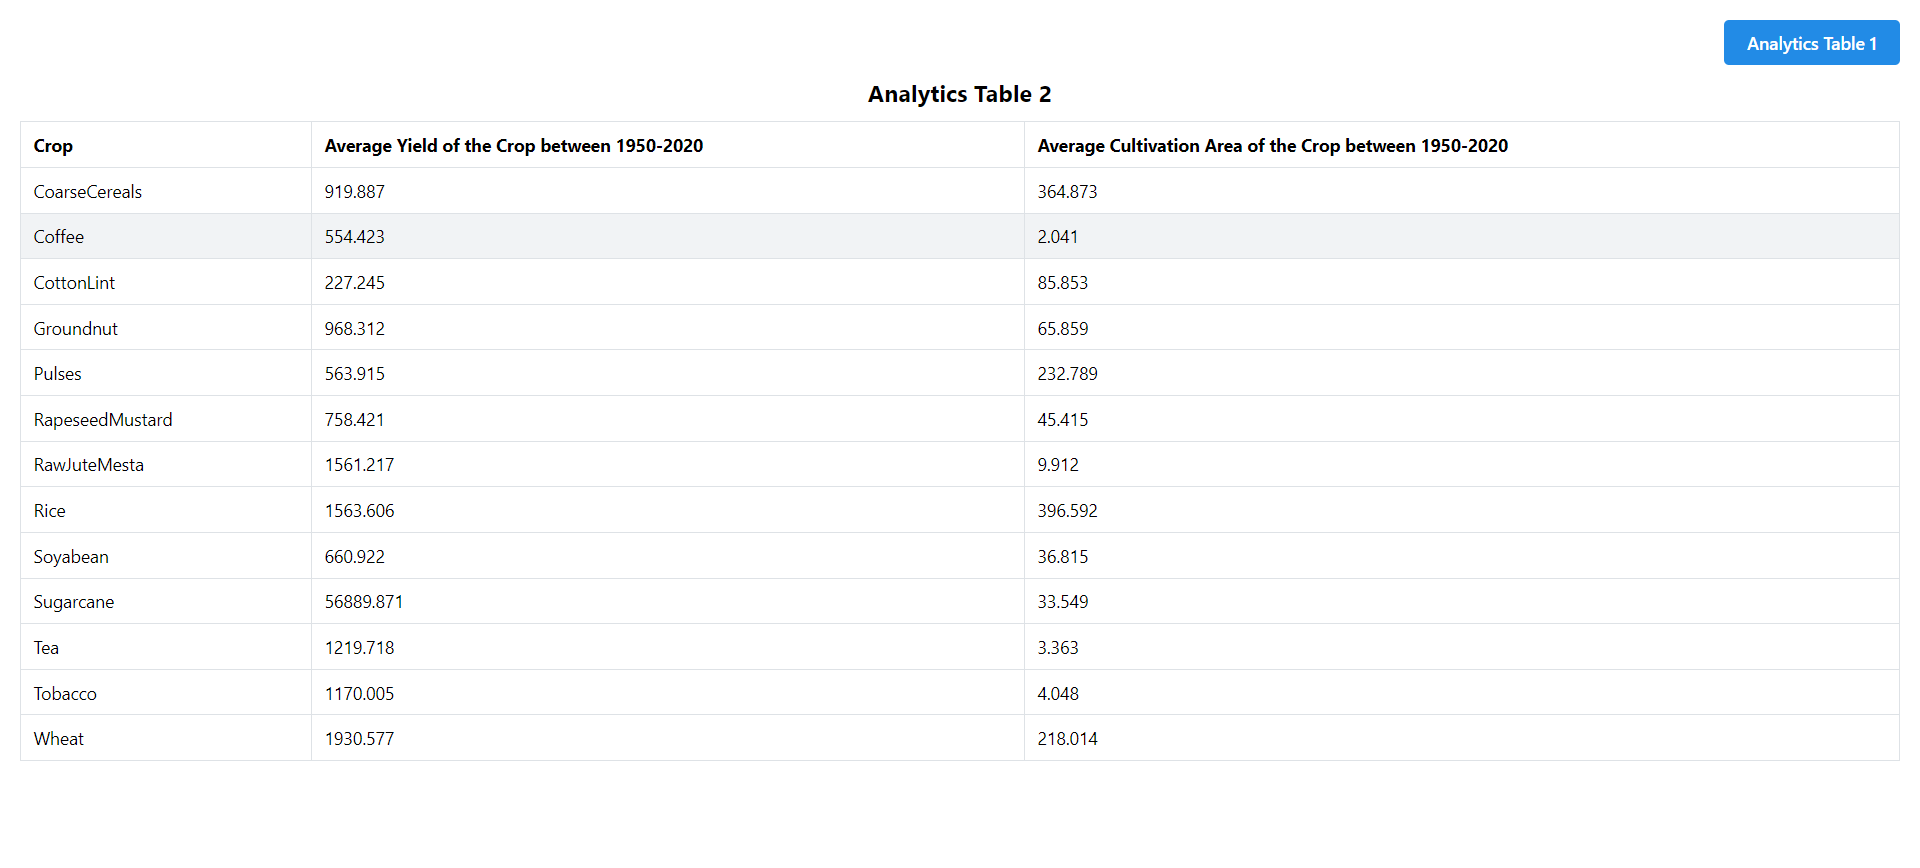 Analytics Table 1
Analytics Table 2
Crop Average Yield of the Crop between 1950-2020 Average Cultivation Area of the Crop between 1950-2020
CoarseCereals 919.887 364.873
Coffee 554.423 2.041
CottonLint 227.245 85.853
Groundnut 968.312 65.859
Pulses 563.915 232.789
RapeseedMustard 758.421 45.415
RawJuteMesta 1561.217 9.912
Rice 1563.606 396.592
Soyabean 660.922 36.815
Sugarcane 56889.871 33.549
Tea 1219.718 3.363
Tobacco 1170.005 4.048
Wheat 1930.577 218.014